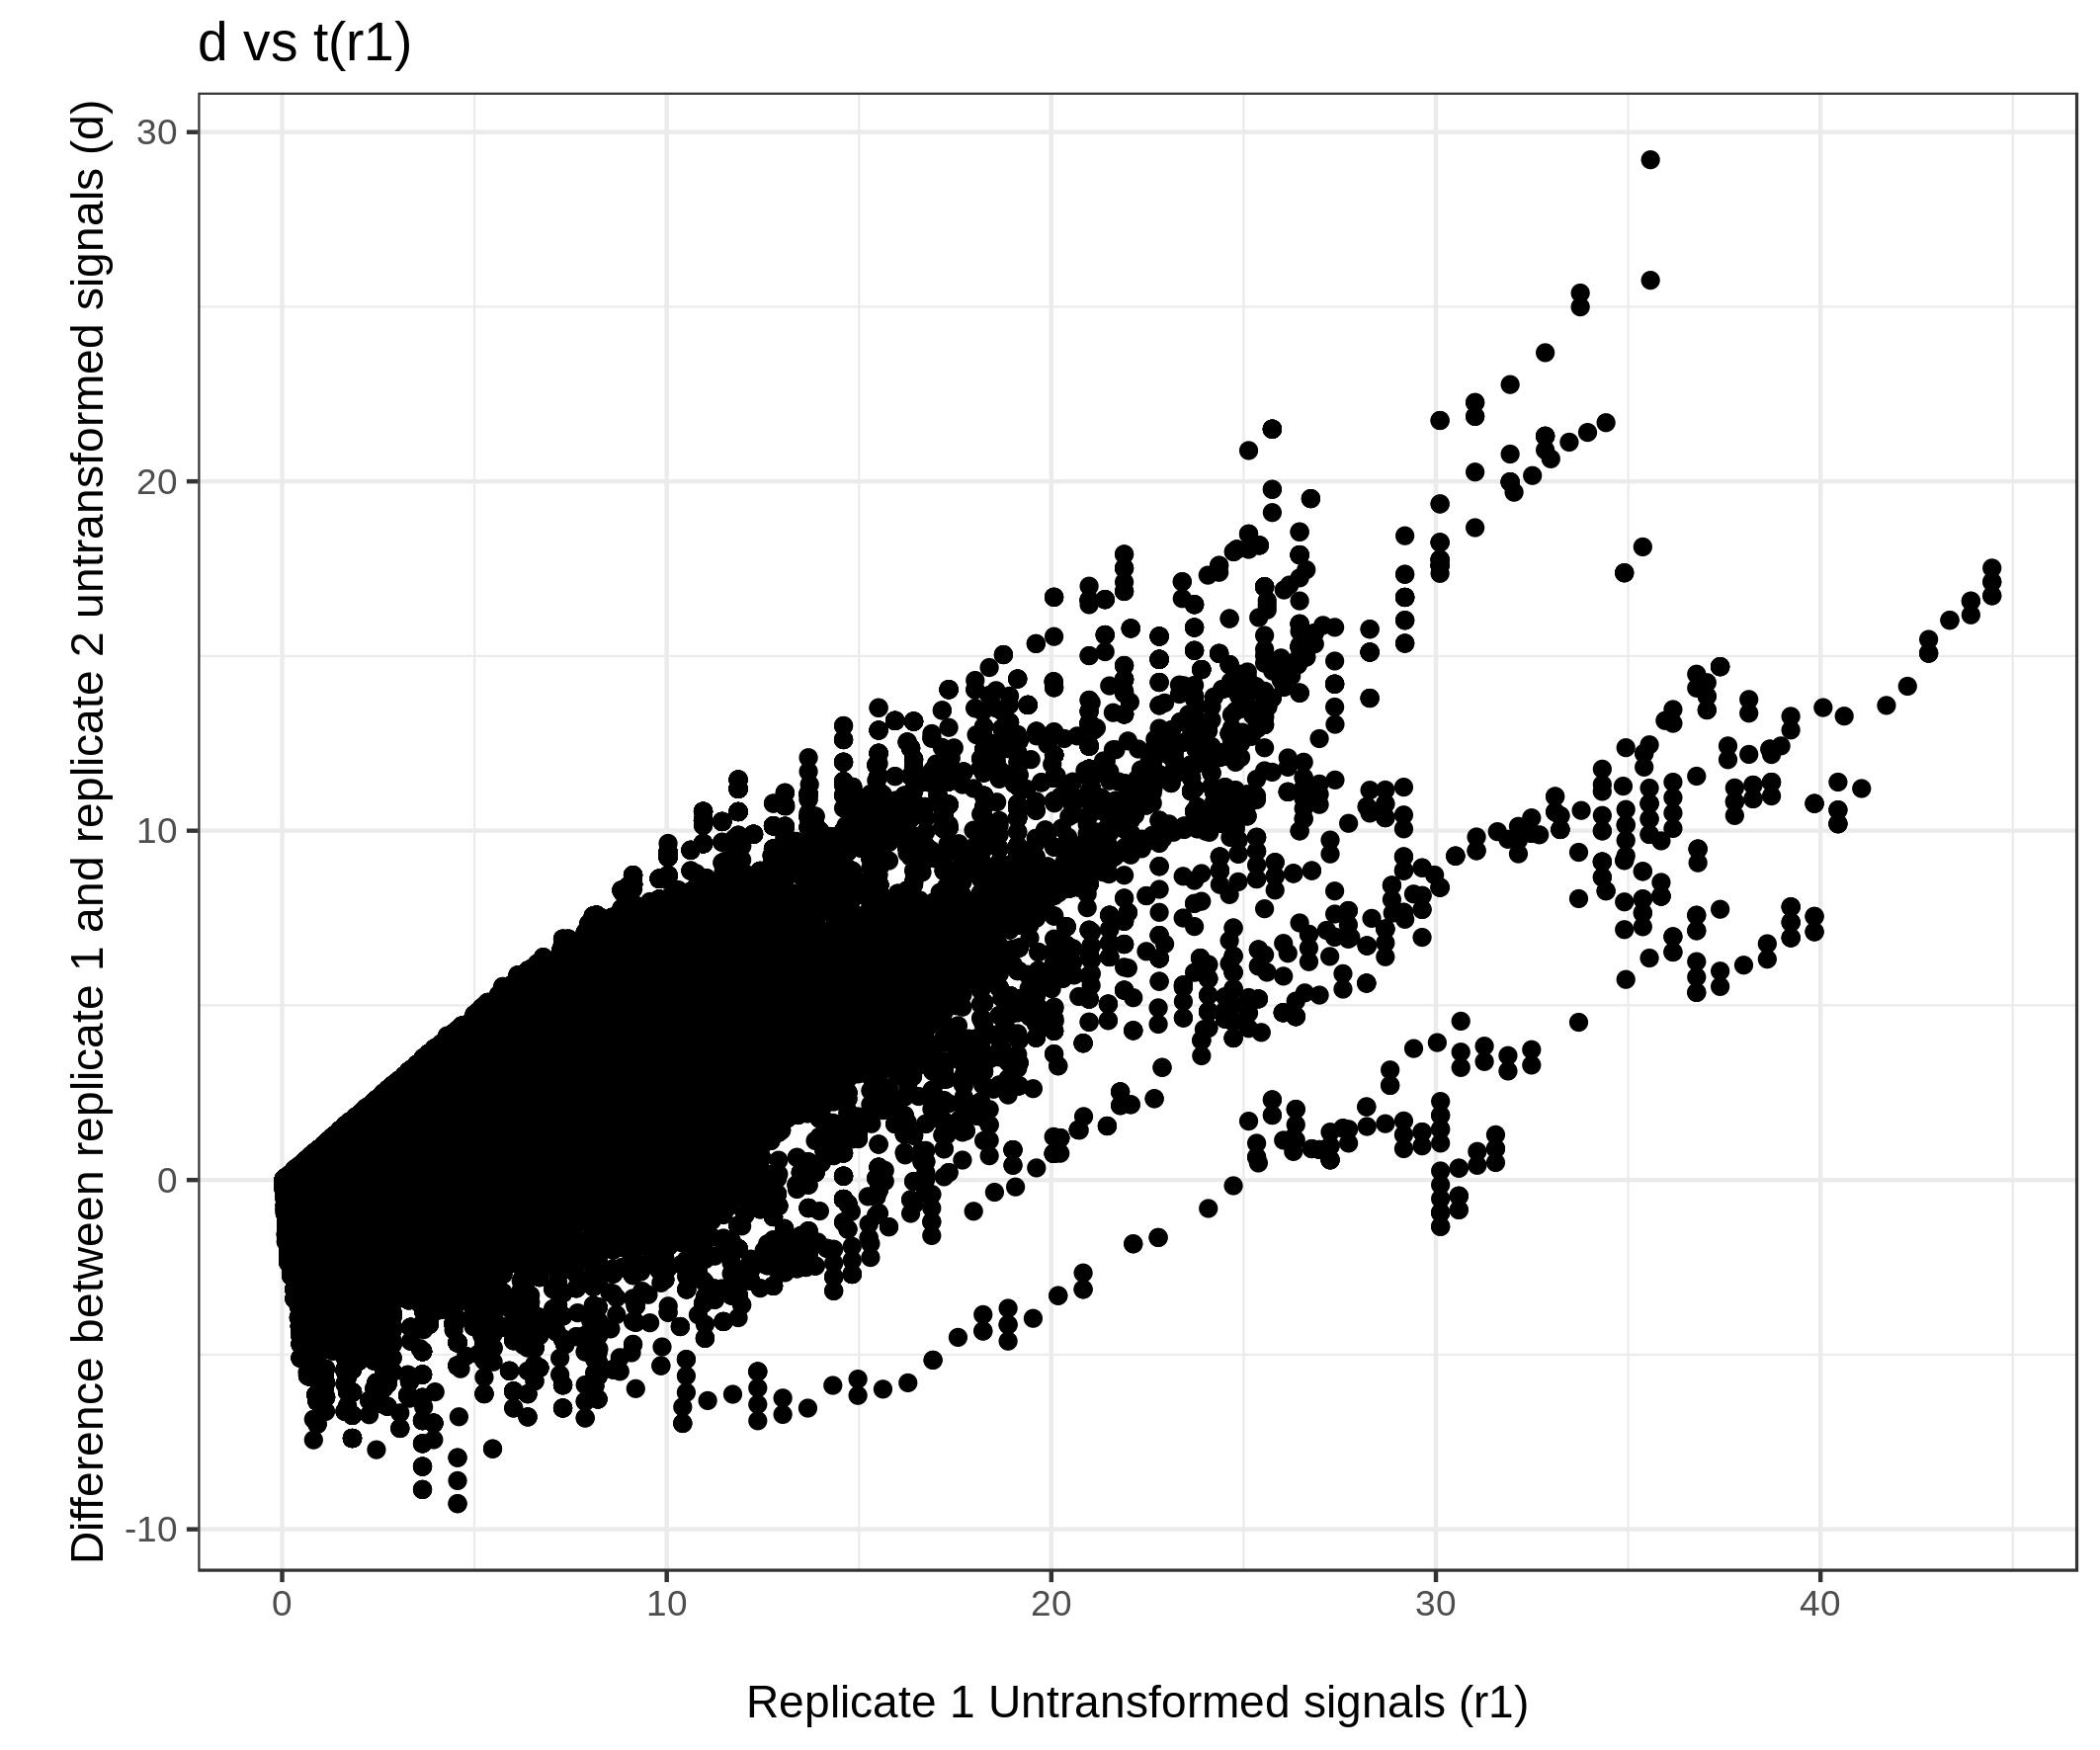 d vs t(r1)
Difference between replicate 1 and replicate 2 untransformed signals (d)
30
20
10
0
-10
0 10 20 30 40
Replicate 1 Untransformed signals (r1)